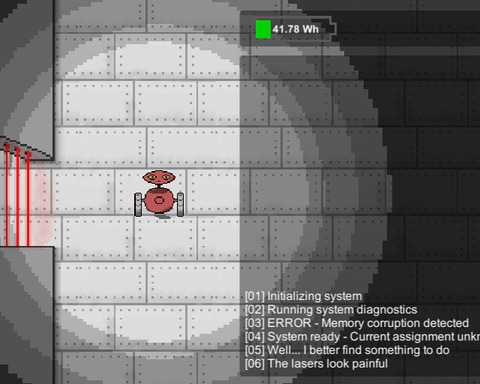 41.78 Wh
[01] Initializing system
[02] Running system diagnostics
[03] ERROR - Memory corruption detected
[04] System ready - Current assignment
[05] Well... I better find something to do
[06] The lasers look painful